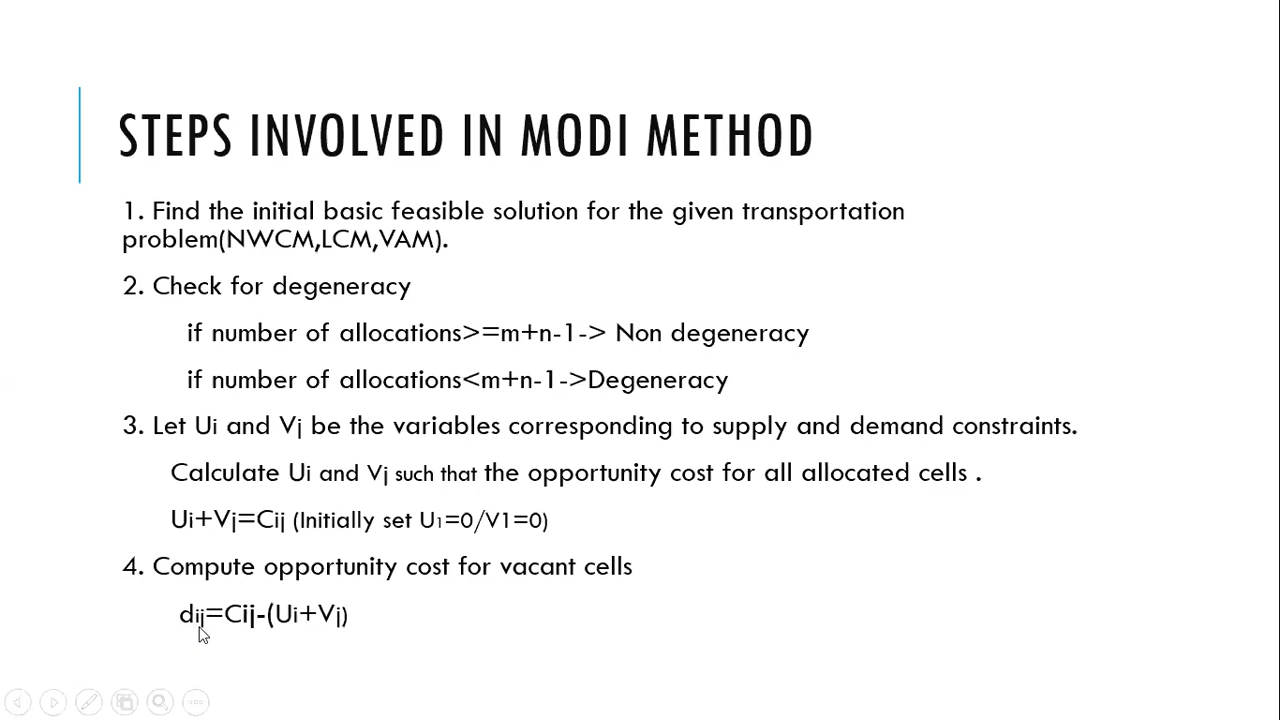 STEPS INVOLVED IN MODI METHOD
1. Find the initial basic feasible solution for the given transportation
problem(NWCM,LCM,VAM).
2. Check for degeneracy
if number of allocations>=m+n-1-> Non degeneracy
if number of allocations<m+n-1->Degeneracy
3. Let Ui and Vj be the variables corresponding to supply and demand constraints.
Calculate Ui and Vj such that the opportunity cost for all allocated cells .
Ui+Vj=Cij (Initially set U1=0/V1=0)
4. Compute opportunity cost for vacant cells
dij=Cij-(Ui+Vj)